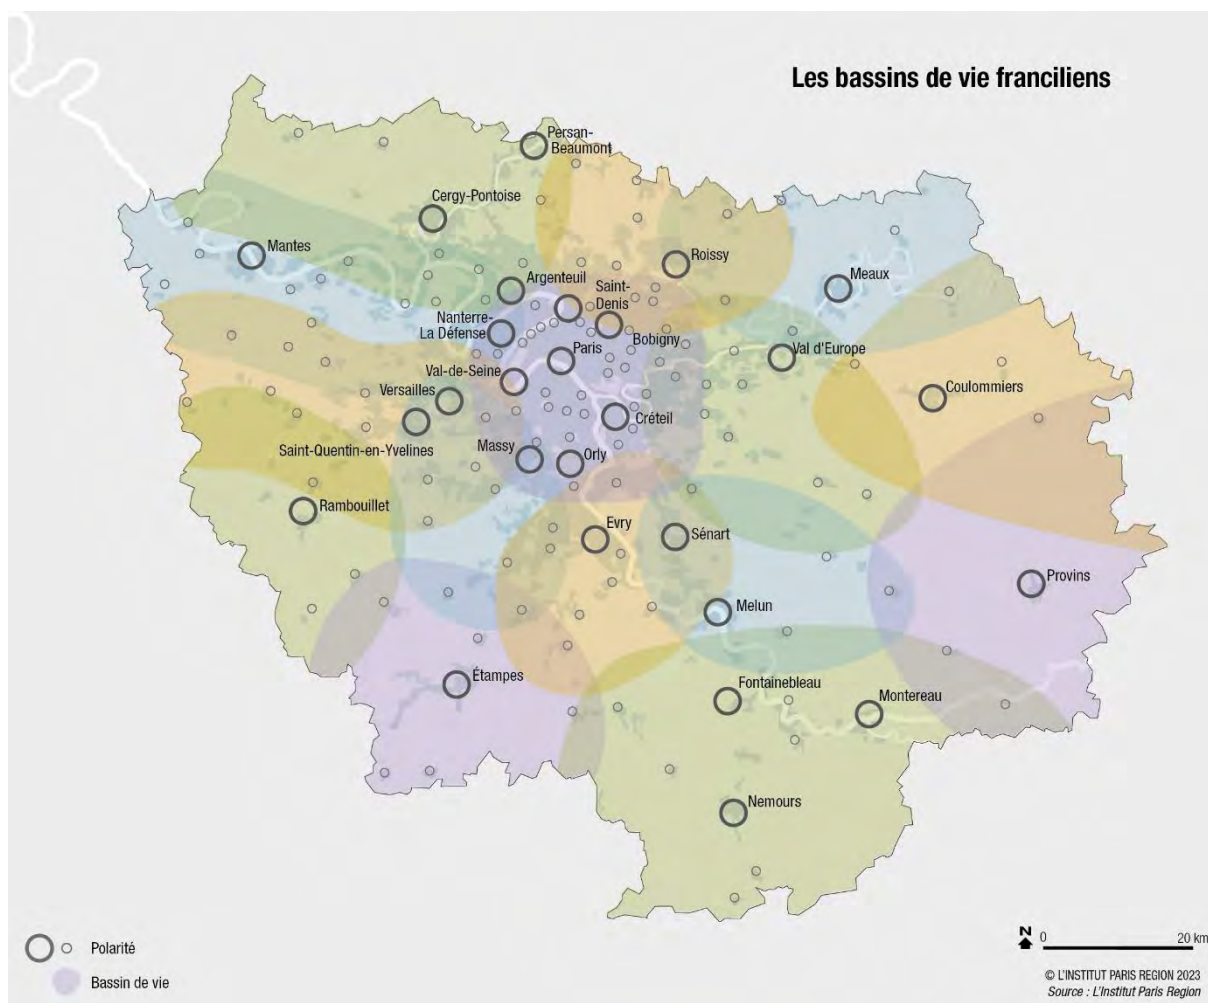 Les bassins de vie franciliens
Persan-
Beaumont
Cergy-Pontoise
Mantes
Roissy
Argenteuil
Saint-
Denis
Meaux
Nanterre-
La Défense
Bobigny
Paris
Val d'Europe
Val-de-Seine
Versailles
Coulommiers
Créteil
Saint-Quentin-en-Yvelines
Massy
Orly
Rambouillet
Evry
Sénart
Provins
Melun
Étampes
Fontainebleau
Montereau
Nemours
Polarité
Bassin de vie
N
0
20 km
© L'INSTITUT PARIS REGION 2023
Source : L'Institut Paris Region